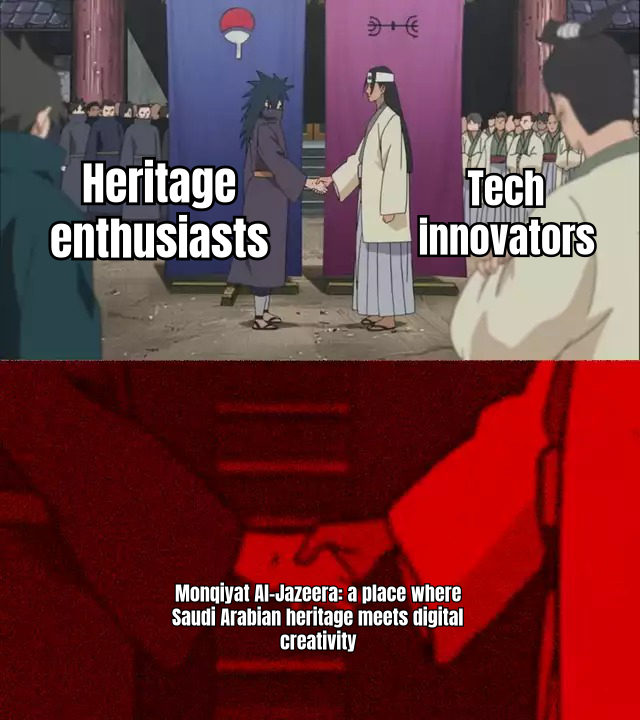 Heritage
enthusiasts
Tech
innovators
Monqiyat Al-Jazeera: a place where
Saudi Arabian heritage meets digital
creativity